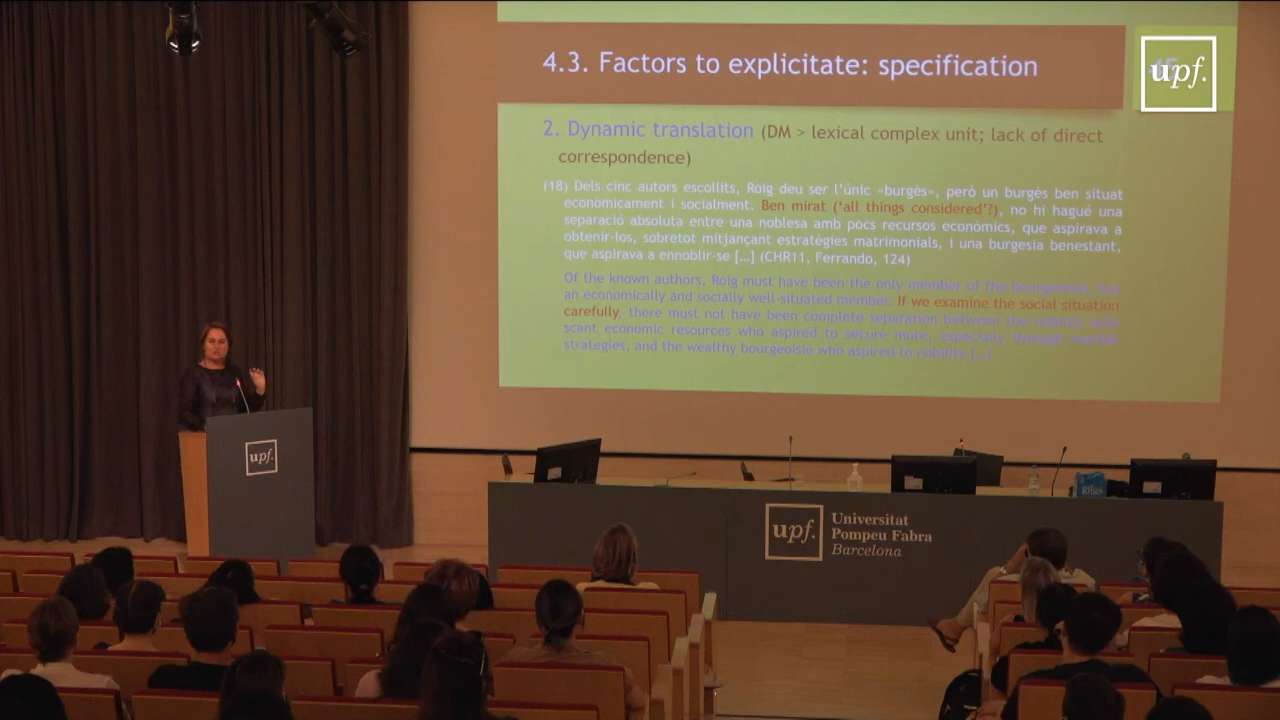 4.3. Factors to explicitate: specification
upf.
2. Dynamic translation (DM > lexical complex unit; lack of direct
correspondence)
(18) Dels cinc autors escollits, Roig deu ser l'únic «burgès», però un burgès ben situat
econòmicament i socialment. Ben mirat ('all things considered'?), no hi hagué una
separació absoluta entre una noblesa amb pocs recursos econòmics, que aspirava a
obtenir-los, sobretot mitjançant estratègies matrimonials, i una burgesia benestant,
que aspirava a ennoblir-se […] (CHR11, Ferrando, 124)
Of the known authors, Roig must have been the only member of the bourgeoisie, but
an economically and socially well-situated member. If we examine the social situation
carefully, there must not have been complete separation between the nobility with
scant economic resources who aspired to secure more, especially through marital
strategies, and the wealthy bourgeoisie who aspired to nobility […]
upf.
upf.
Universitat
Pompeu Fabra
Barcelona